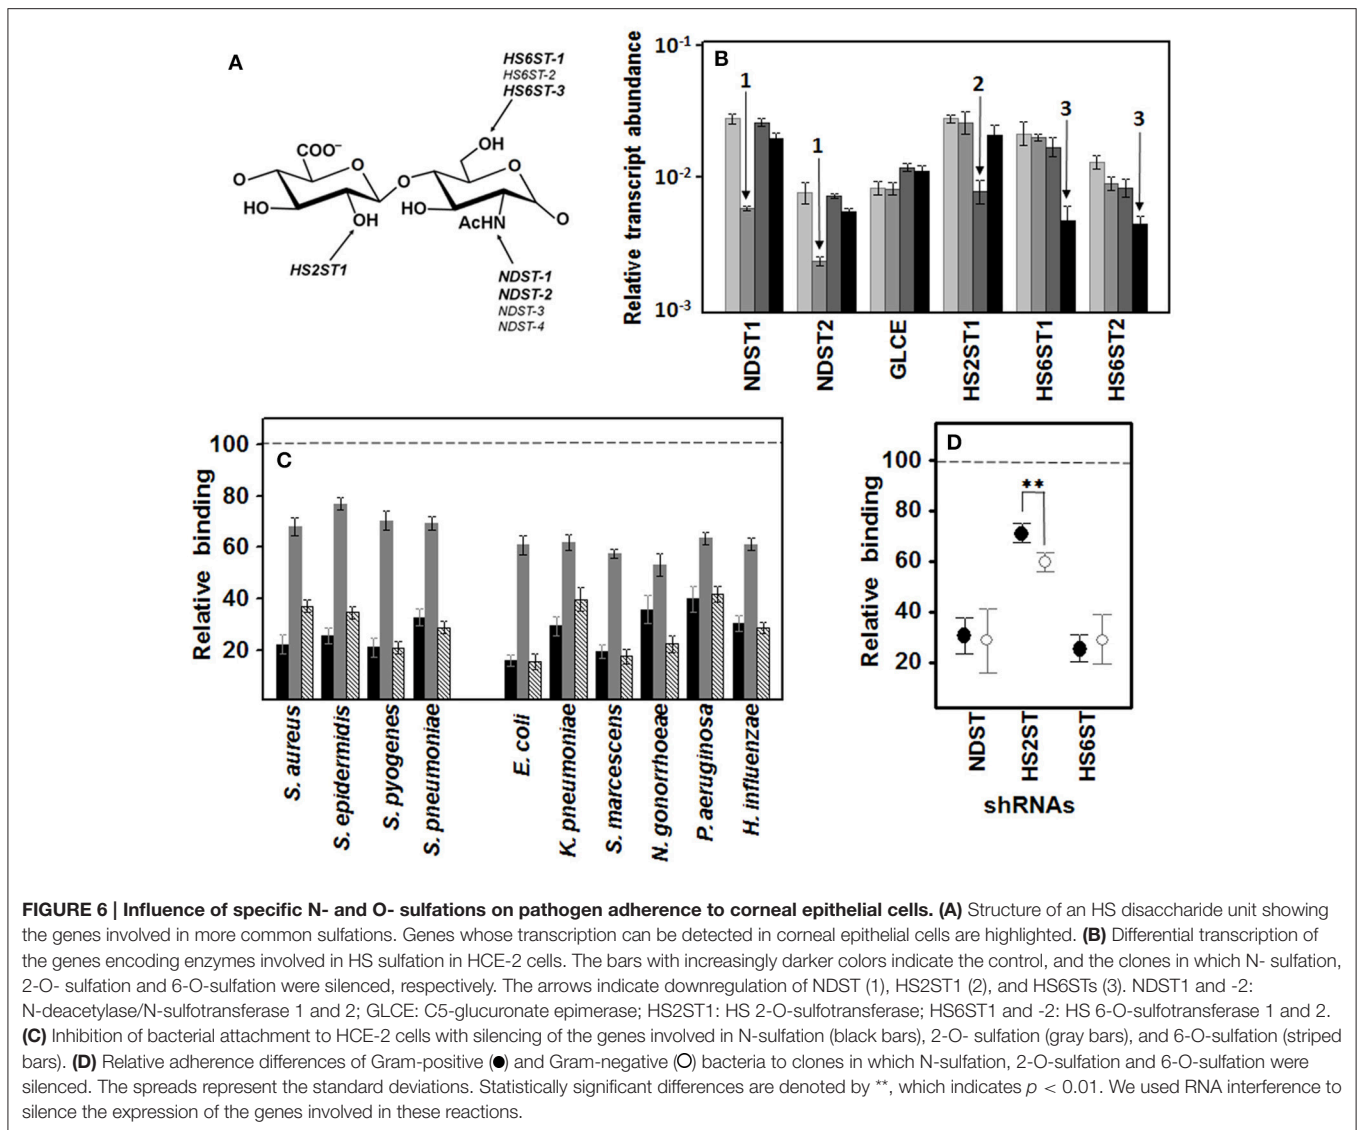 A
HS6ST-1
HS6ST-2
HS6ST-3
OH
COO⁻
O
O
O
O
HO
OH
HO
AcHN
O
HS2ST1
NDST-1
NDST-2
NDST-3
NDST-4
B
Relative transcript abundance
10⁻¹
10⁻²
10⁻³
1
1
2
3
3
NDST1
NDST2
GLCE
HS2ST1
HS6ST1
HS6ST2
C
Relative binding
100
80
60
40
20
S. aureus
S. epidermidis
S. pyogenes
S. pneumoniae
E. coli
K. pneumoniae
S. marcescens
N. gonorrhoeae
P. aeruginosa
H. influenzae
D
Relative binding
100
80
60
40
20
**
NDST
HS2ST
HS6ST
shRNAs
FIGURE 6 | Influence of specific N- and O- sulfations on pathogen adherence to corneal epithelial cells. (A) Structure of an HS disaccharide unit showing
the genes involved in more common sulfations. Genes whose transcription can be detected in corneal epithelial cells are highlighted. (B) Differential transcription of
the genes encoding enzymes involved in HS sulfation in HCE-2 cells. The bars with increasingly darker colors indicate the control, and the clones in which N- sulfation,
2-O- sulfation and 6-O-sulfation were silenced, respectively. The arrows indicate downregulation of NDST (1), HS2ST1 (2), and HS6STs (3). NDST1 and -2:
N-deacetylase/N-sulfotransferase 1 and 2; GLCE: C5-glucuronate epimerase; HS2ST1: HS 2-O-sulfotransferase; HS6ST1 and -2: HS 6-O-sulfotransferase 1 and 2.
(C) Inhibition of bacterial attachment to HCE-2 cells with silencing of the genes involved in N-sulfation (black bars), 2-O- sulfation (gray bars), and 6-O-sulfation (striped
bars). (D) Relative adherence differences of Gram-positive (●) and Gram-negative (○) bacteria to clones in which N-sulfation, 2-O-sulfation and 6-O-sulfation were
silenced. The spreads represent the standard deviations. Statistically significant differences are denoted by **, which indicates p < 0.01. We used RNA interference to
silence the expression of the genes involved in these reactions.